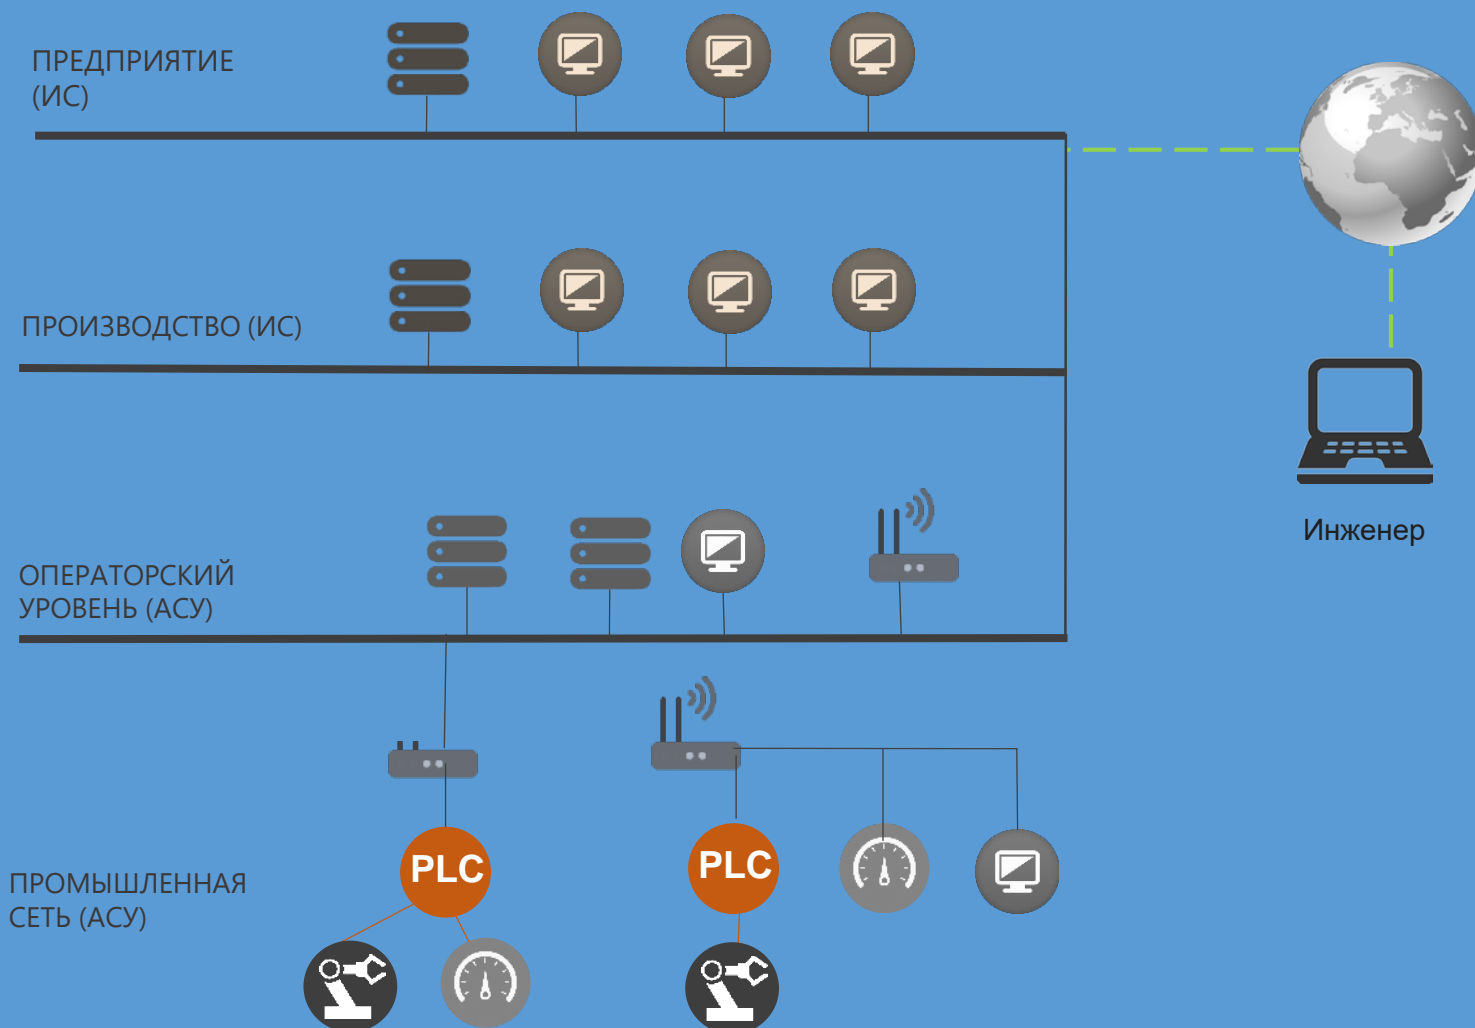 ПРЕДПРИЯТИЕ
(ИС)
ПРОИЗВОДСТВО (ИС)
Инженер
ОПЕРАТОРСКИЙ
УРОВЕНЬ (АСУ)
PLC
PLC
ПРОМЫШЛЕННАЯ
СЕТЬ (АСУ)